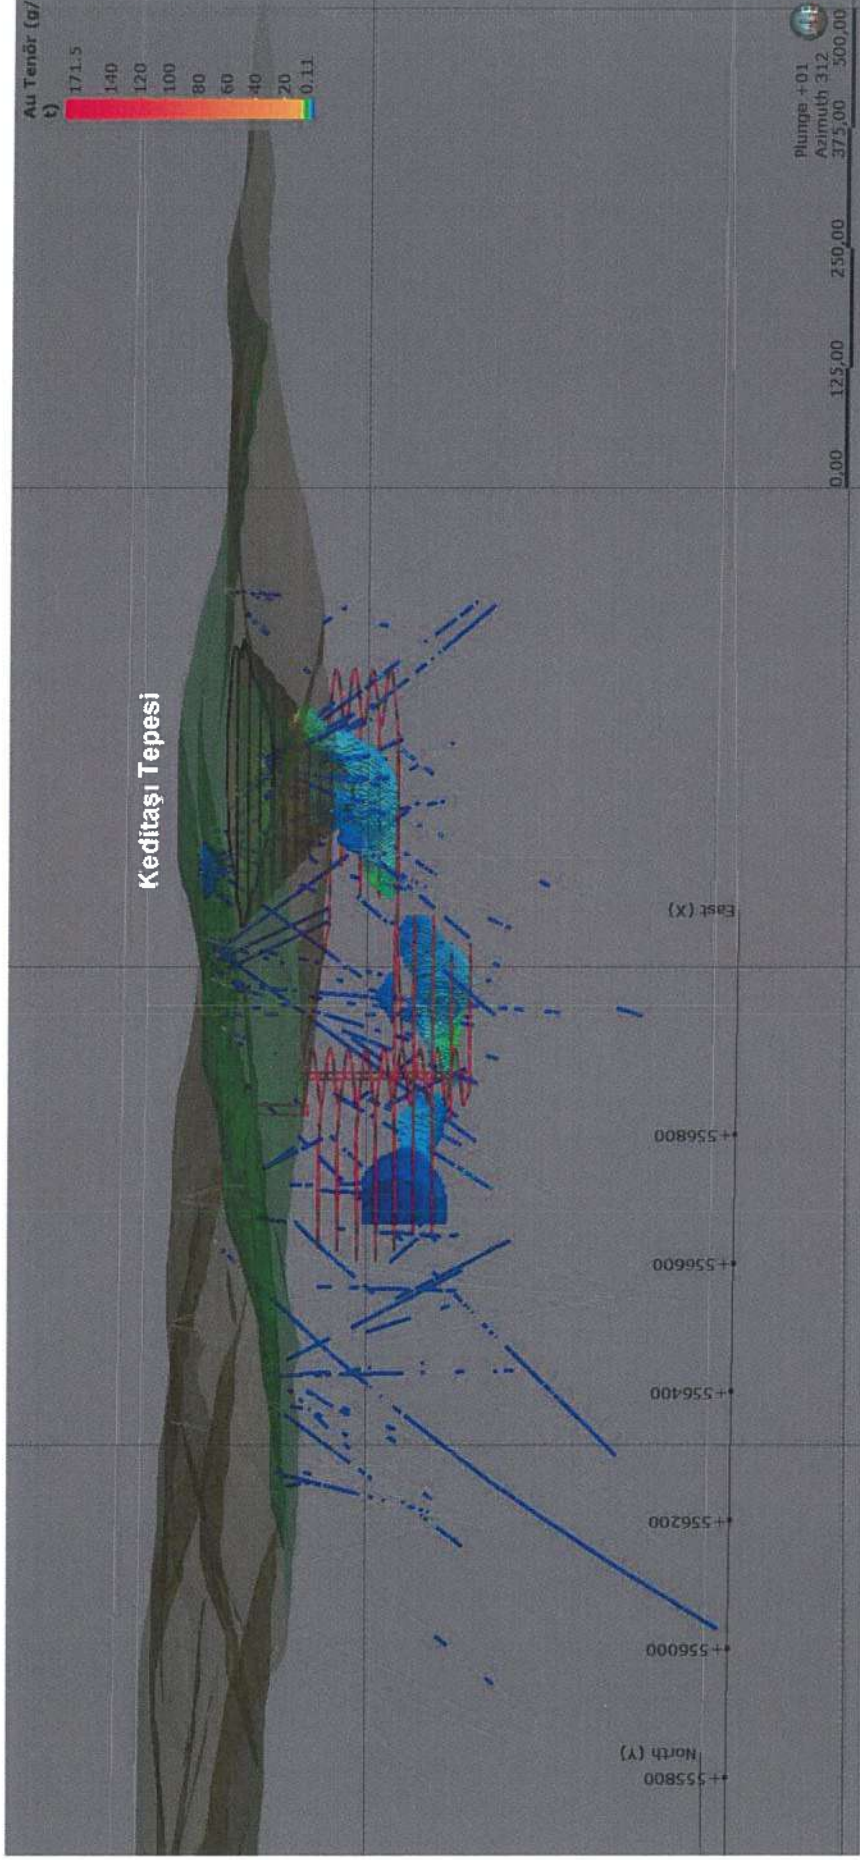 Au Tenör (g/
t)
171.5
140
120
100
80
60
40
20
0.11
Keditaşı Tepesi
East (X)
North (Y)
+555800
+556000
+556200
+556400
+556600
+556800
Plunge +01
Azimuth 312
0,00
125,00
250,00
375,00
500,00